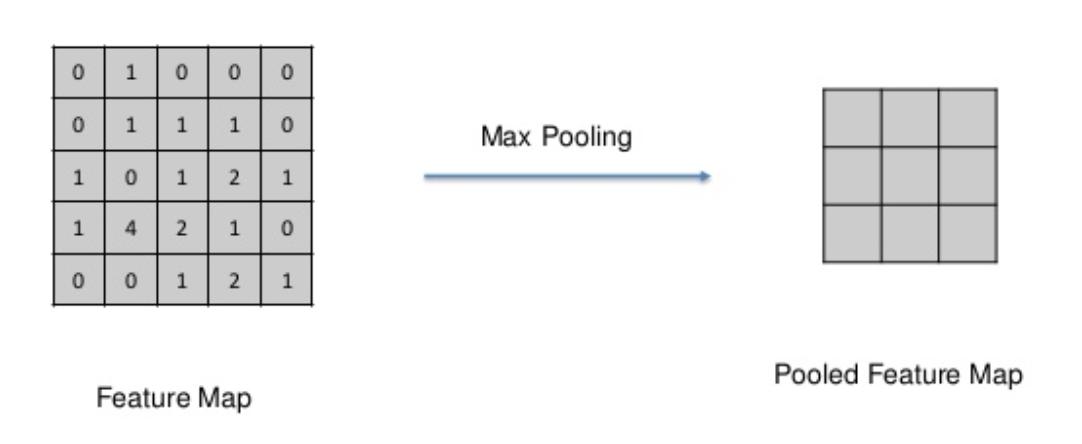 0 1 0 0 0
0 1 1 1 0
1 0 1 2 1
1 4 2 1 0
0 0 1 2 1
Max Pooling
Feature Map
Pooled Feature Map